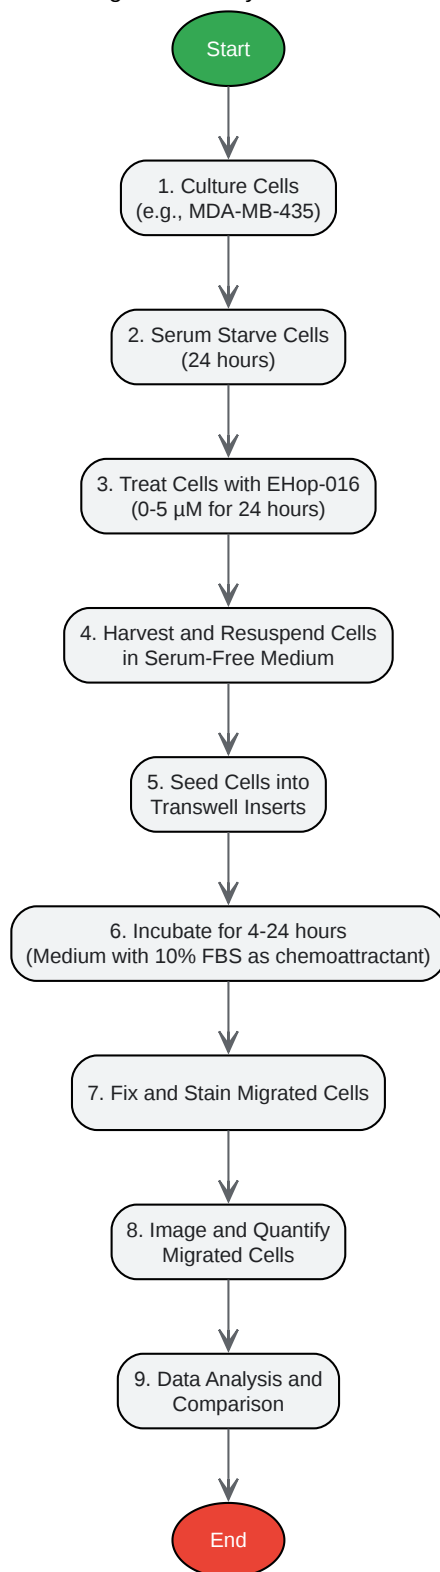 Start
1. Culture Cells
(e.g., MDA-MB-435)
2. Serum Starve Cells
(24 hours)
3. Treat Cells with EHop-016
(0-5 µM for 24 hours)
4. Harvest and Resuspend Cells
in Serum-Free Medium
5. Seed Cells into
Transwell Inserts
6. Incubate for 4-24 hours
(Medium with 10% FBS as chemoattractant)
7. Fix and Stain Migrated Cells
8. Image and Quantify
Migrated Cells
9. Data Analysis and
Comparison
End